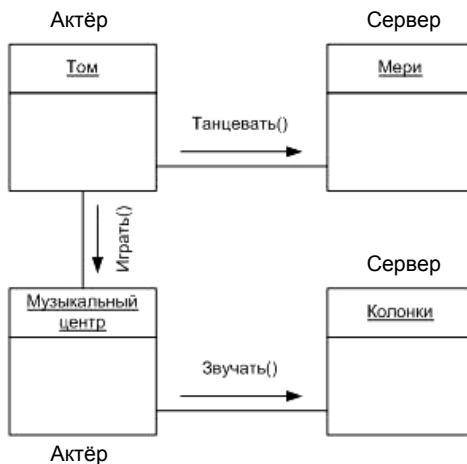 Актёр
Сервер
Том
Мери
Танцевать()
Играть()
Сервер
Музыкальный
центр
Колонки
Звучать()
Актёр